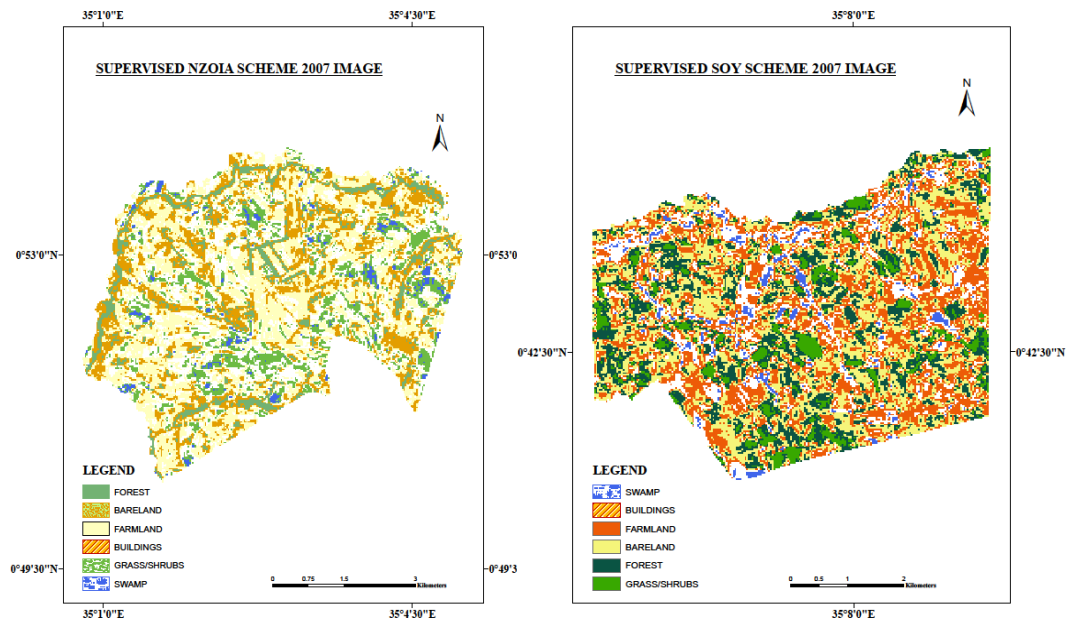 35°1'0"E
35°4'30"E
SUPERVISED NZOIA SCHEME 2007 IMAGE
N
0°53'0"N
0°53'0
LEGEND
FOREST
BARELAND
FARMLAND
BUILDINGS
GRASS/SHRUBS
SWAMP
0 0.75 1.5 3
Kilometers
0°49'30"N
0°49'3
35°1'0"E
35°4'30"E
35°8'0"E
SUPERVISED SOY SCHEME 2007 IMAGE
N
0°42'30"N
0°42'30"N
LEGEND
SWAMP
BUILDINGS
FARMLAND
BARELAND
FOREST
GRASS/SHRUBS
0 0.5 1 2
Kilometers
35°8'0"E